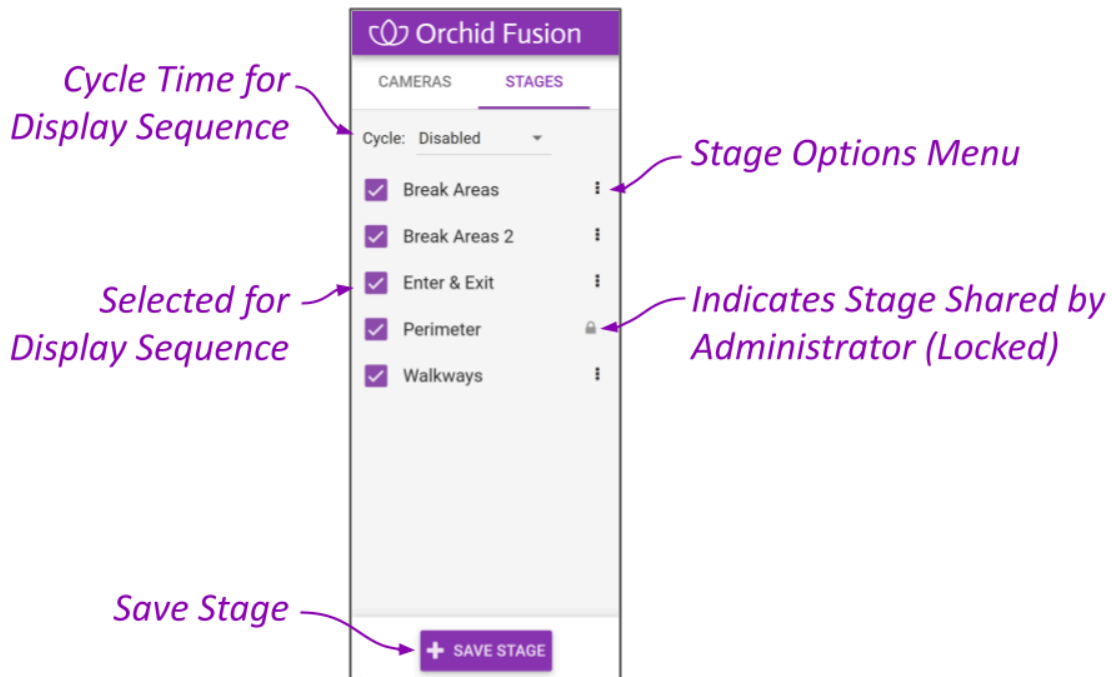 Orchid Fusion
CAMERAS STAGES
Cycle Time for
Display Sequence
Cycle: Disabled
Stage Options Menu
Break Areas
Break Areas 2
Enter & Exit
Selected for
Display Sequence
Indicates Stage Shared by
Administrator (Locked)
Perimeter
Walkways
Save Stage
SAVE STAGE